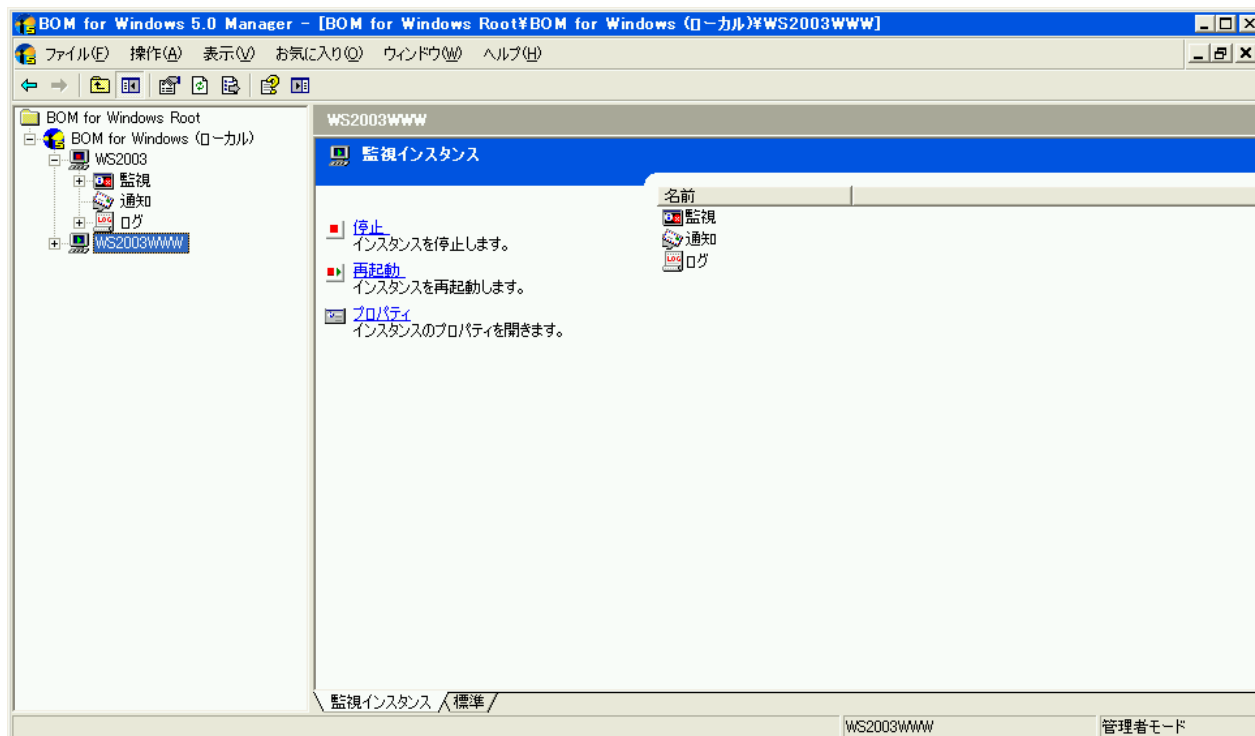 BOM for Windows 5.0 Manager - [BOM for Windows Root¥BOM for Windows (ローカル)¥WS2003WWW]
ファイル(F) 操作(A) 表示(V) お気に入り(O) ウィンドウ(W) ヘルプ(H)
BOM for Windows Root
BOM for Windows (ローカル)
WS2003
監視
通知
ログ
WS2003WWW
WS2003WWW
監視インスタンス
停止
インスタンスを停止します。
再起動
インスタンスを再起動します。
プロパティ
インスタンスのプロパティを開きます。
名前
監視
通知
ログ
監視インスタンス 標準
WS2003WWW 管理者モード